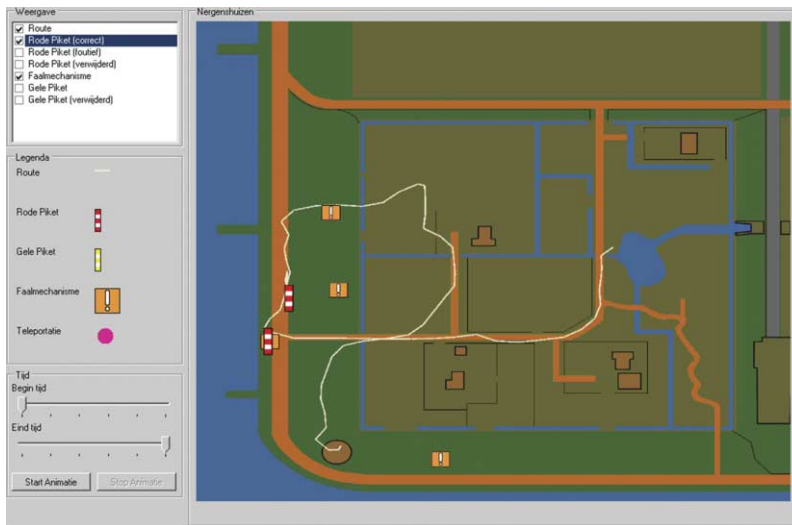 Weergave
Route
Rode Piket (correct)
Rode Piket (foutief)
Rode Piket (verwijderd)
Faalmechanisme
Gele Piket
Gele Piket (verwijderd)
Legenda
Route
Rode Piket
Gele Piket
Faalmechanisme
Teleportatie
Tijd
Begin tijd
Eind tijd
Start Animatie
Stop Animatie
Nergenshuizen